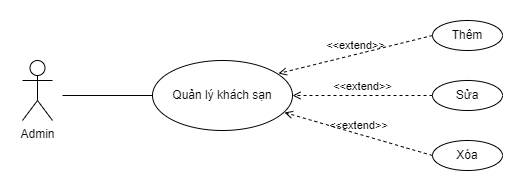 Thêm
<<extend>>
<<extend>>
Quản lý khách sạn
Sửa
<<extend>>
Admin
Xóa